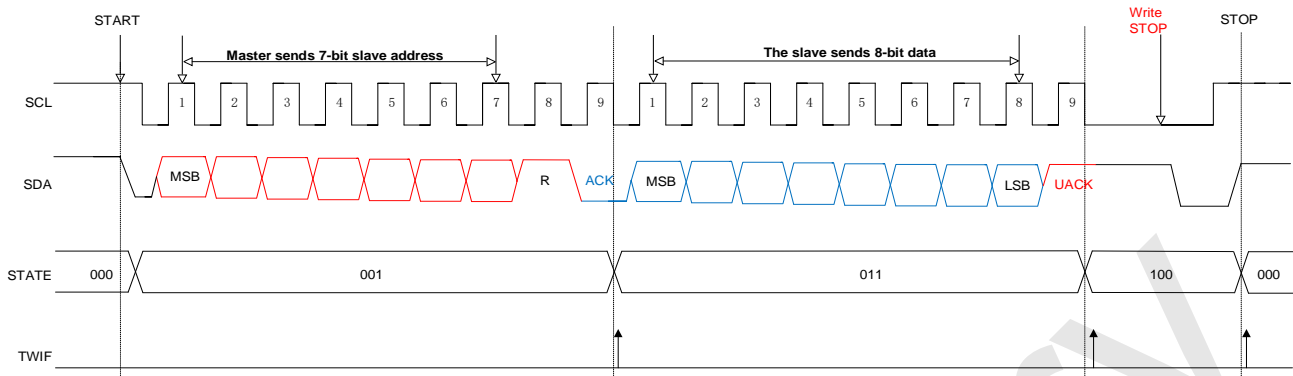 START
Write
STOP
STOP
Master sends 7-bit slave address
The slave sends 8-bit data
SCL
1 2 3 4 5 6 7 8 9 1 2 3 4 5 6 7 8 9
SDA
MSB R ACK MSB LSB UACK
STATE
000 001 011 100 000
TWIF